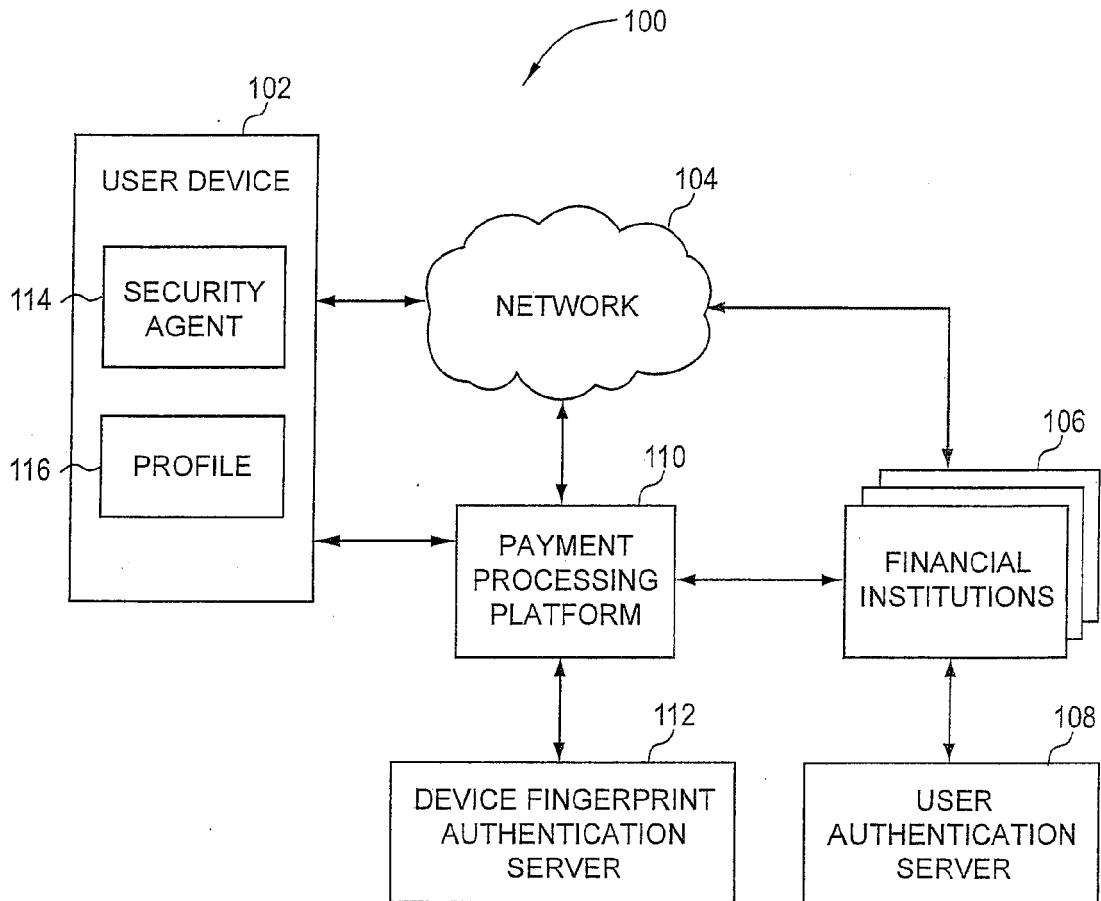 100
102
USER DEVICE
104
114
SECURITY
AGENT
NETWORK
116
PROFILE
110
106
PAYMENT
PROCESSING
PLATFORM
FINANCIAL
INSTITUTIONS
112
108
DEVICE FINGERPRINT
AUTHENTICATION
SERVER
USER
AUTHENTICATION
SERVER